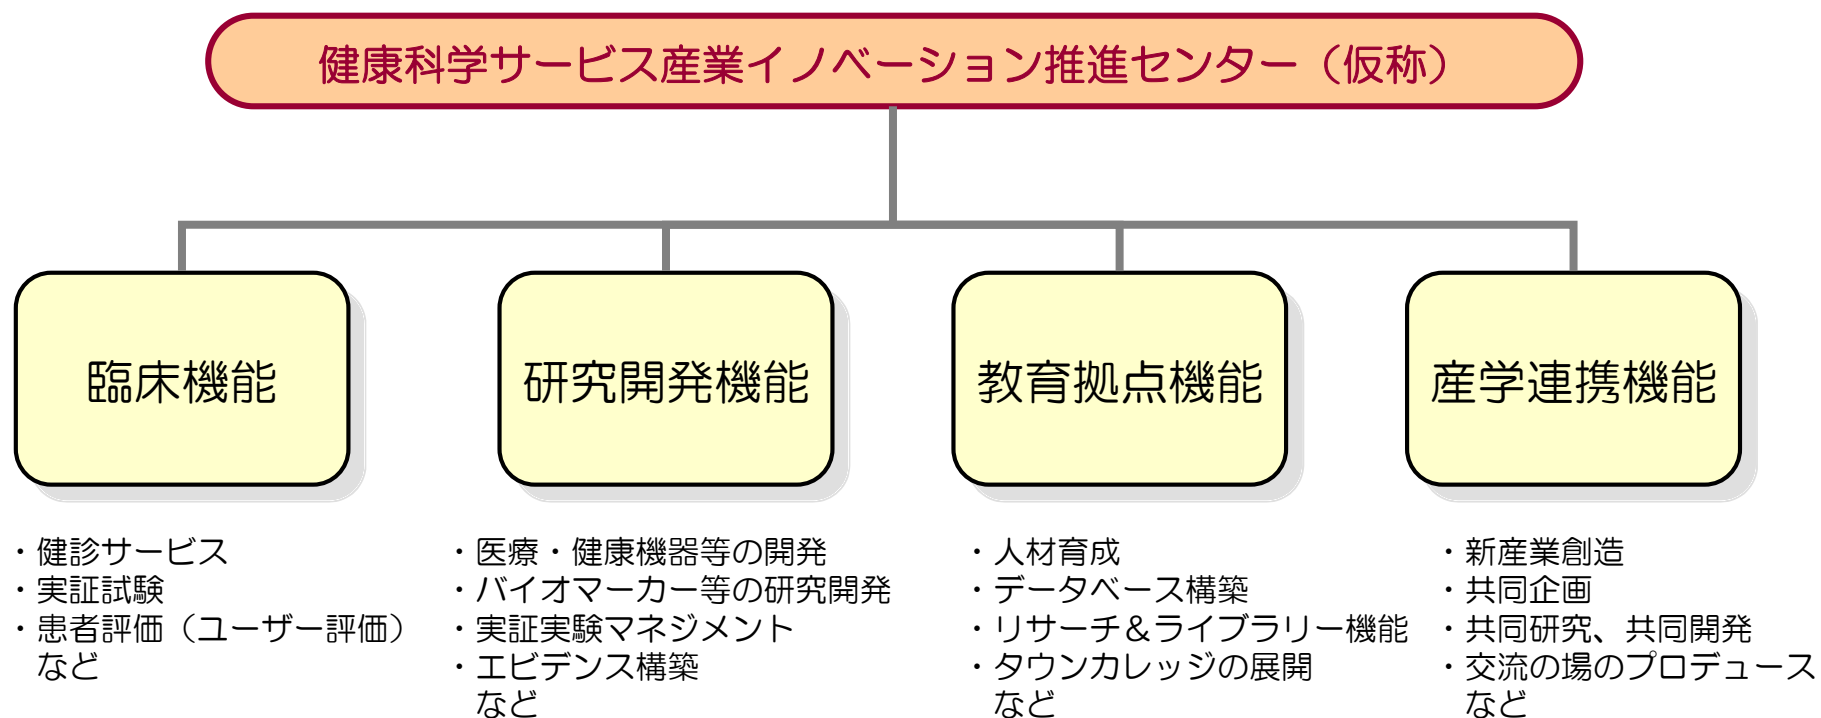 健康科学サービス産業イノベーション推進センター（仮称）
臨床機能
研究開発機能
教育拠点機能
産学連携機能
・健診サービス
・実証試験
・患者評価（ユーザー評価）
など
・医療・健康機器等の開発
・バイオマーカー等の研究開発
・実証実験マネジメント
・エビデンス構築
など
・人材育成
・データベース構築
・リサーチ＆ライブラリー機能
・タウンカレッジの展開
など
・新産業創造
・共同企画
・共同研究、共同開発
・交流の場のプロデュース
など